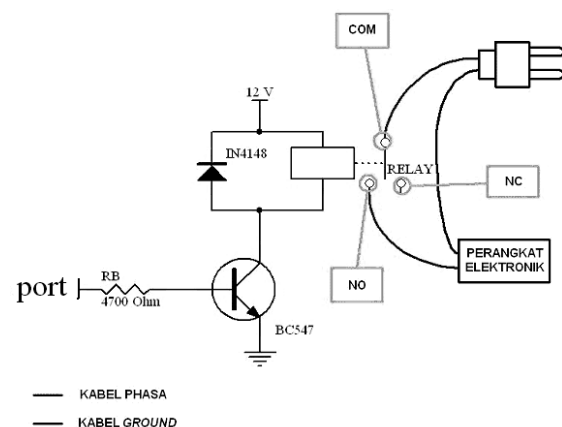 COM
12 V
IN4148
RELAY
NC
NO
PERANGKAT
ELEKTRONIK
port
RB
4700 Ohm
BC547
KABEL PHASA
KABEL GROUND